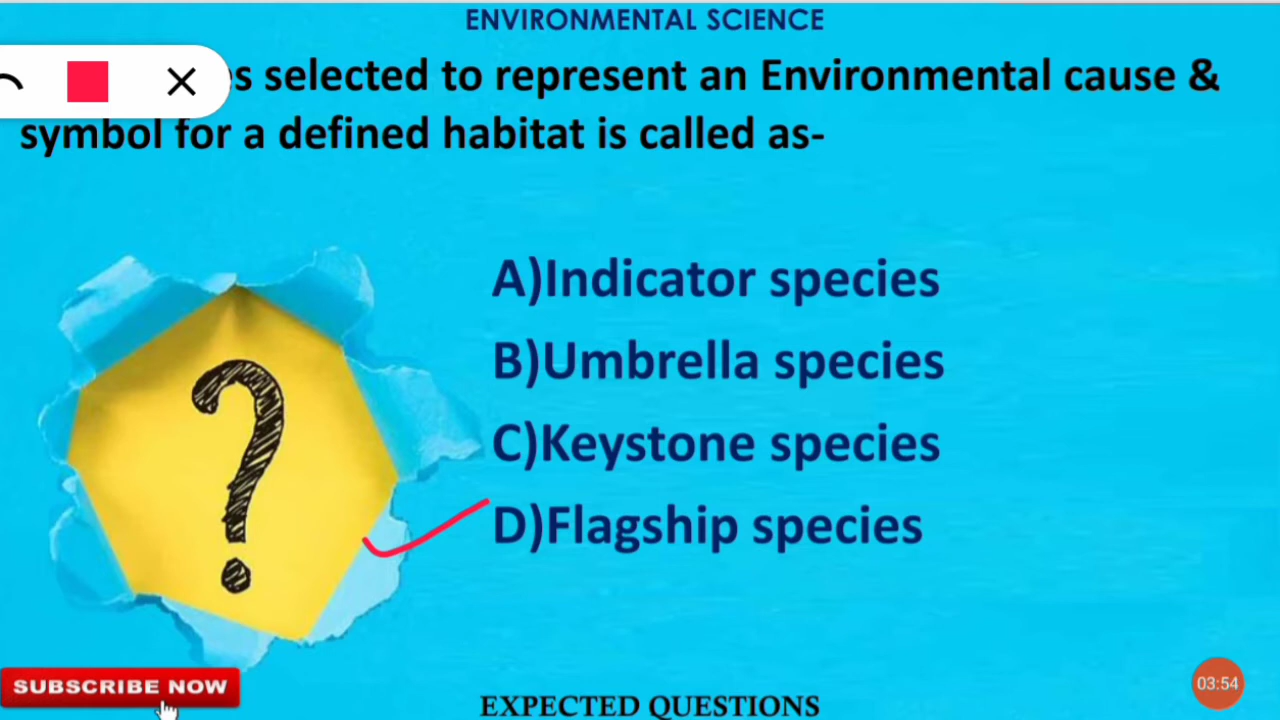 ENVIRONMENTAL SCIENCE
selected to represent an Environmental cause &
symbol for a defined habitat is called as-
A)Indicator species
B)Umbrella species
C)Keystone species
D)Flagship species
SUBSCRIBE NOW
03:54
EXPECTED QUESTIONS